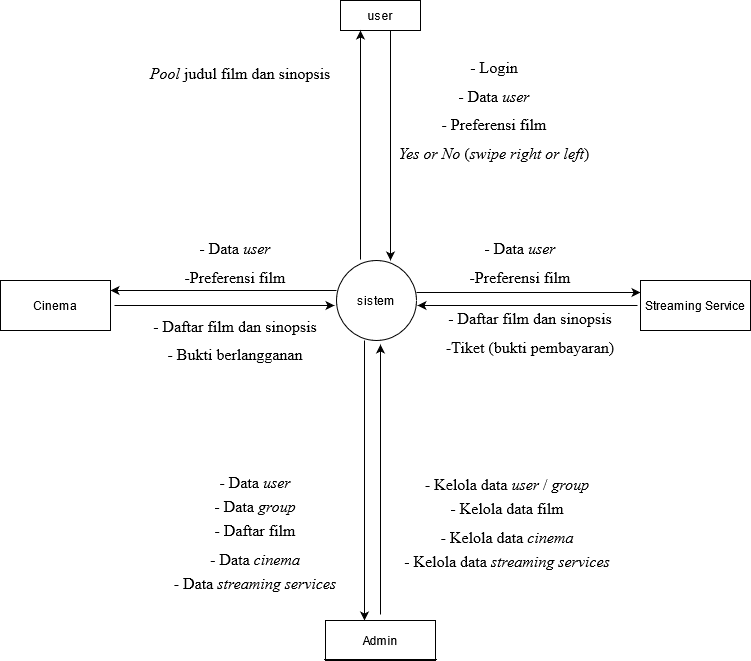 user
Pool judul film dan sinopsis
- Login
- Data user
- Preferensi film
Yes or No (swipe right or left)
- Data user
-Preferensi film
- Data user
-Preferensi film
Cinema
sistem
Streaming Service
- Daftar film dan sinopsis
- Bukti berlangganan
- Daftar film dan sinopsis
-Tiket (bukti pembayaran)
- Data user
- Data group
- Daftar film
- Data cinema
- Data streaming services
- Kelola data user / group
- Kelola data film
- Kelola data cinema
- Kelola data streaming services
Admin